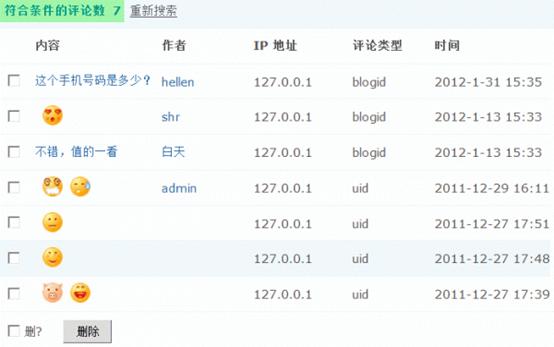 符合条件的评论数 7 重新搜索
内容 作者 IP 地址 评论类型 时间
这个手机号码是多少？ hellen 127.0.0.1 blogid 2012-1-31 15:35
shr 127.0.0.1 blogid 2012-1-13 15:33
不错，值的一看 白天 127.0.0.1 blogid 2012-1-13 15:33
admin 127.0.0.1 uid 2011-12-29 16:11
127.0.0.1 uid 2011-12-27 17:51
127.0.0.1 uid 2011-12-27 17:48
127.0.0.1 uid 2011-12-27 17:39
删? 删除